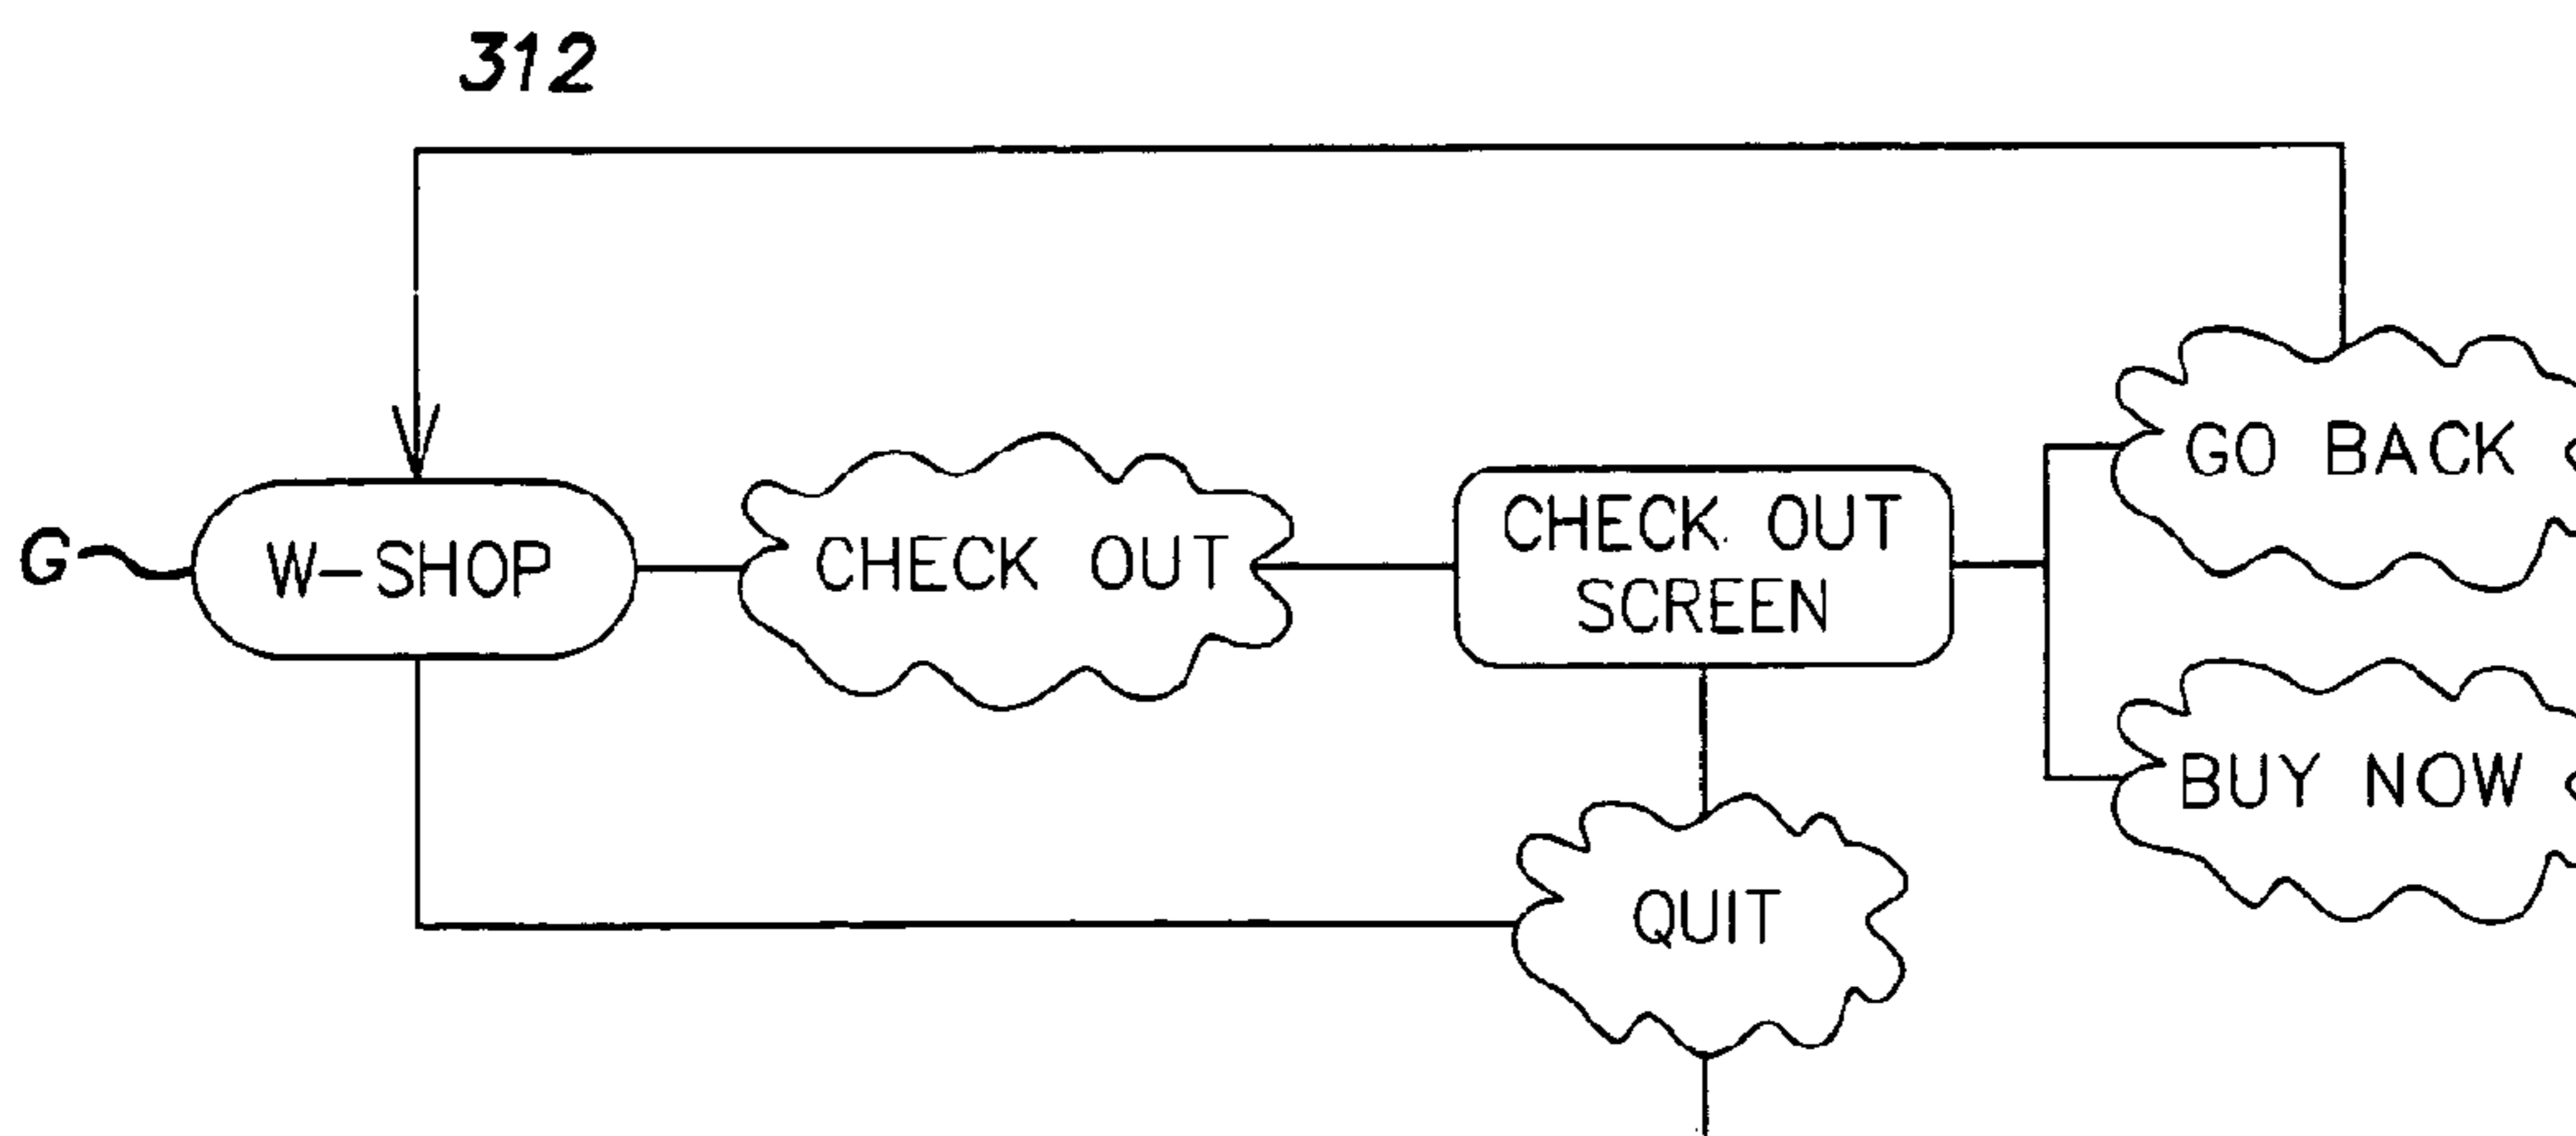 312
G
W-SHOP
CHECK OUT
CHECK OUT
SCREEN
GO BACK
BUY NOW
QUIT